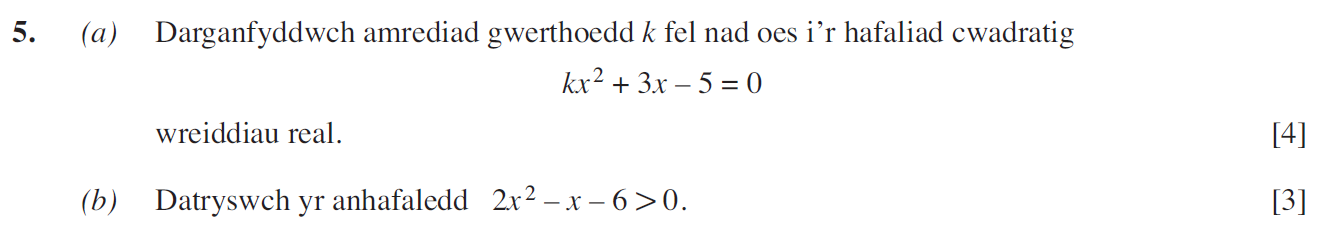 5. (a) Darganfyddwch amrediad gwerthoedd k fel nad oes i’r hafaliad cwadratig
kx² + 3x – 5 = 0
wreiddiau real. [4]
(b) Datryswch yr anhafaledd 2x² – x – 6 > 0. [3]